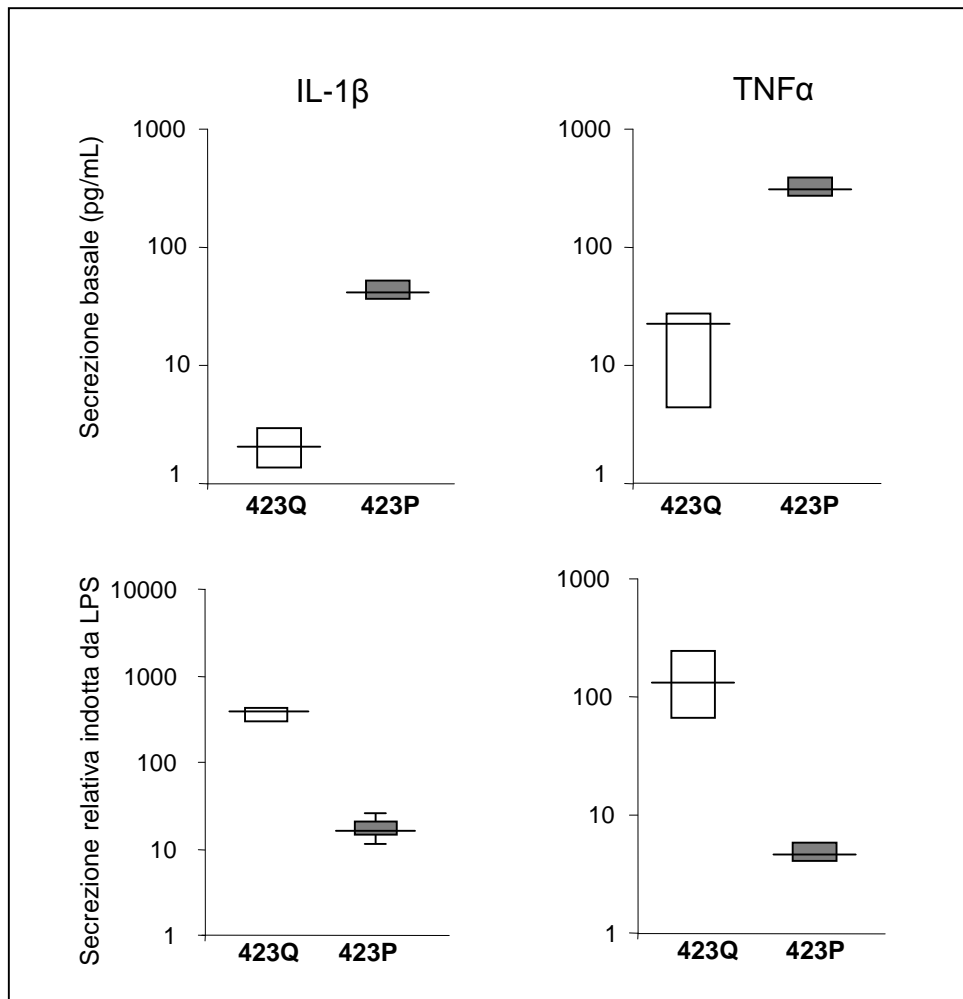 IL-1β
TNFα
Secrezione basale (pg/mL)
1000
100
10
1
423Q
423P
1000
100
10
1
423Q
423P
Secrezione relativa indotta da LPS
10000
1000
100
10
1
423Q
423P
1000
100
10
1
423Q
423P